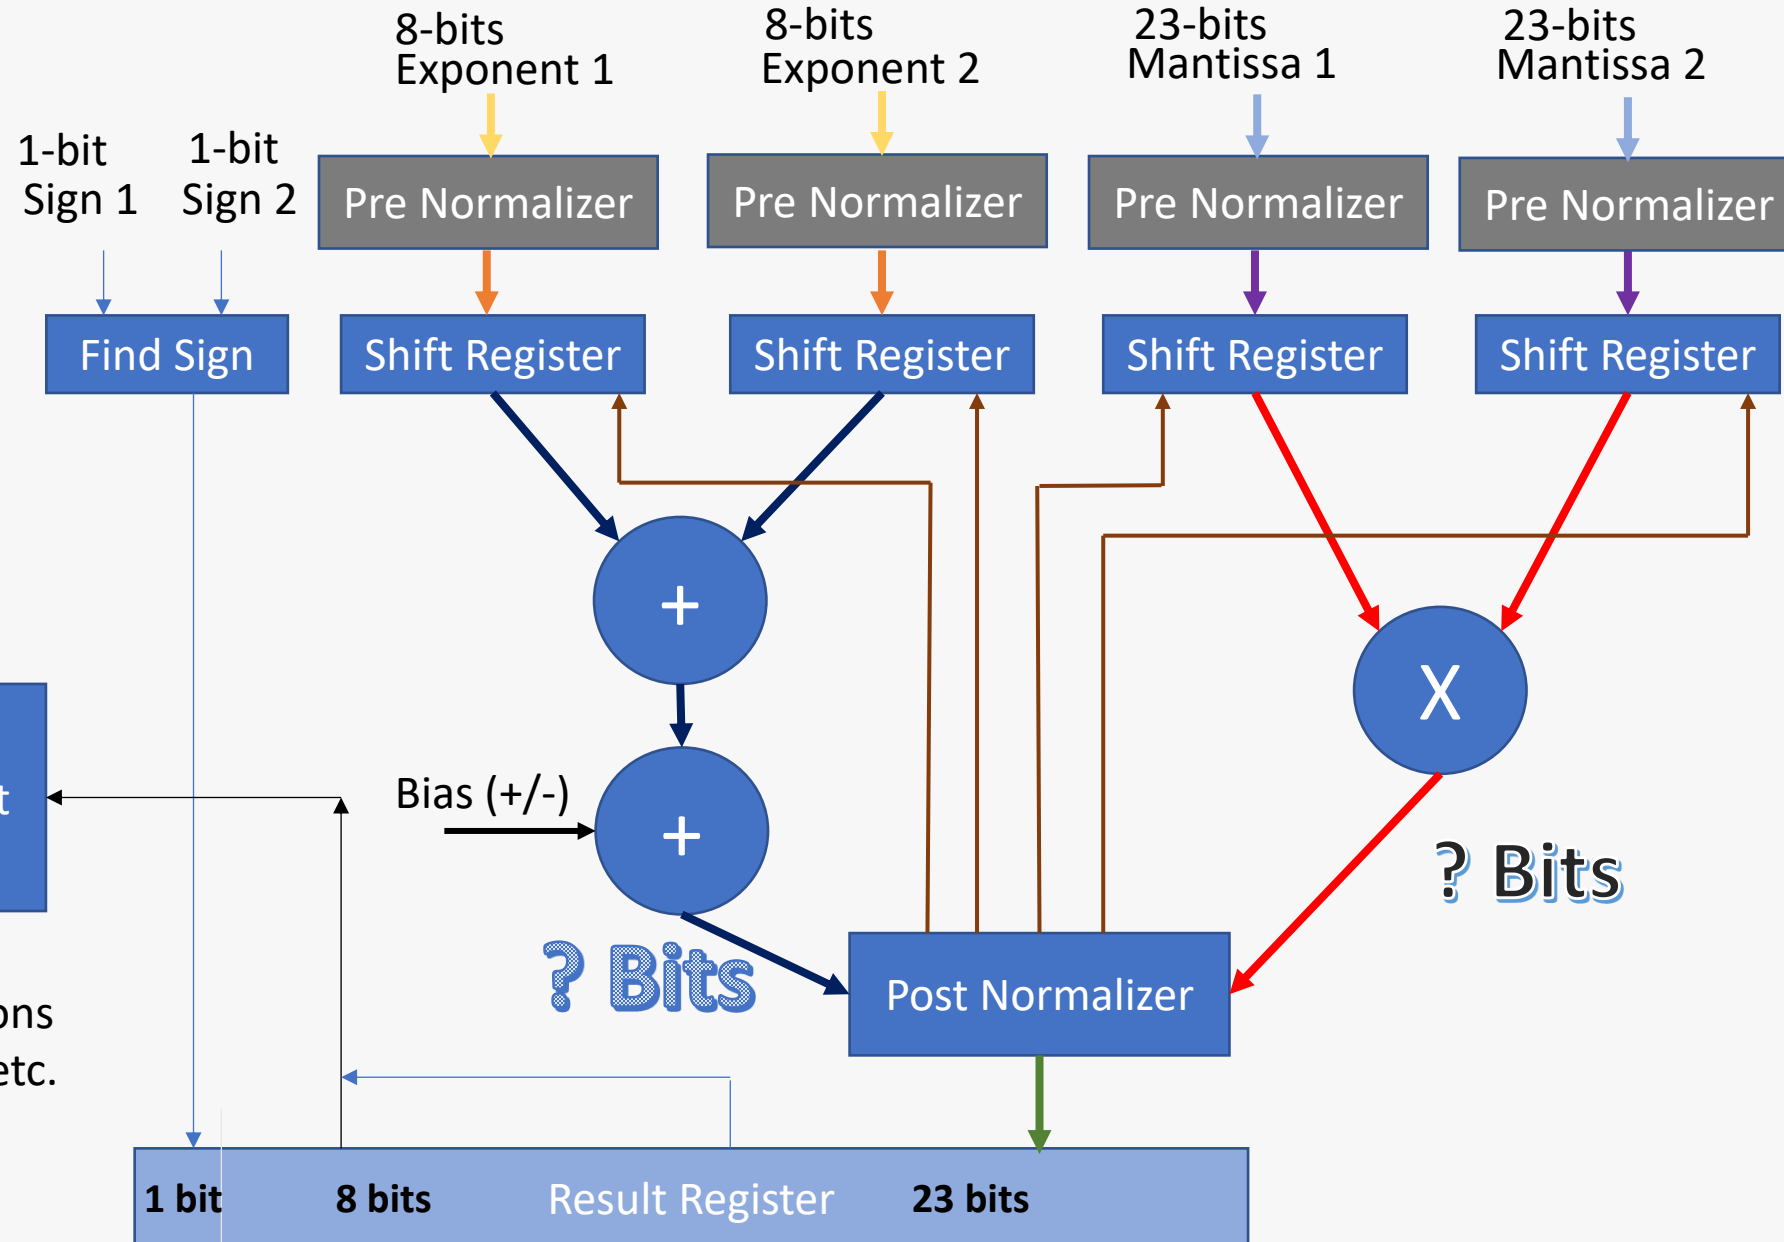 8-bits
Exponent 1
8-bits
Exponent 2
23-bits
Mantissa 1
23-bits
Mantissa 2
1-bit
Sign 1
1-bit
Sign 2
Pre Normalizer
Pre Normalizer
Pre Normalizer
Pre Normalizer
Find Sign
Shift Register
Shift Register
Shift Register
Shift Register
+
X
t
Bias (+/-)
+
? Bits
? Bits
Post Normalizer
ons
etc.
1 bit 8 bits Result Register 23 bits